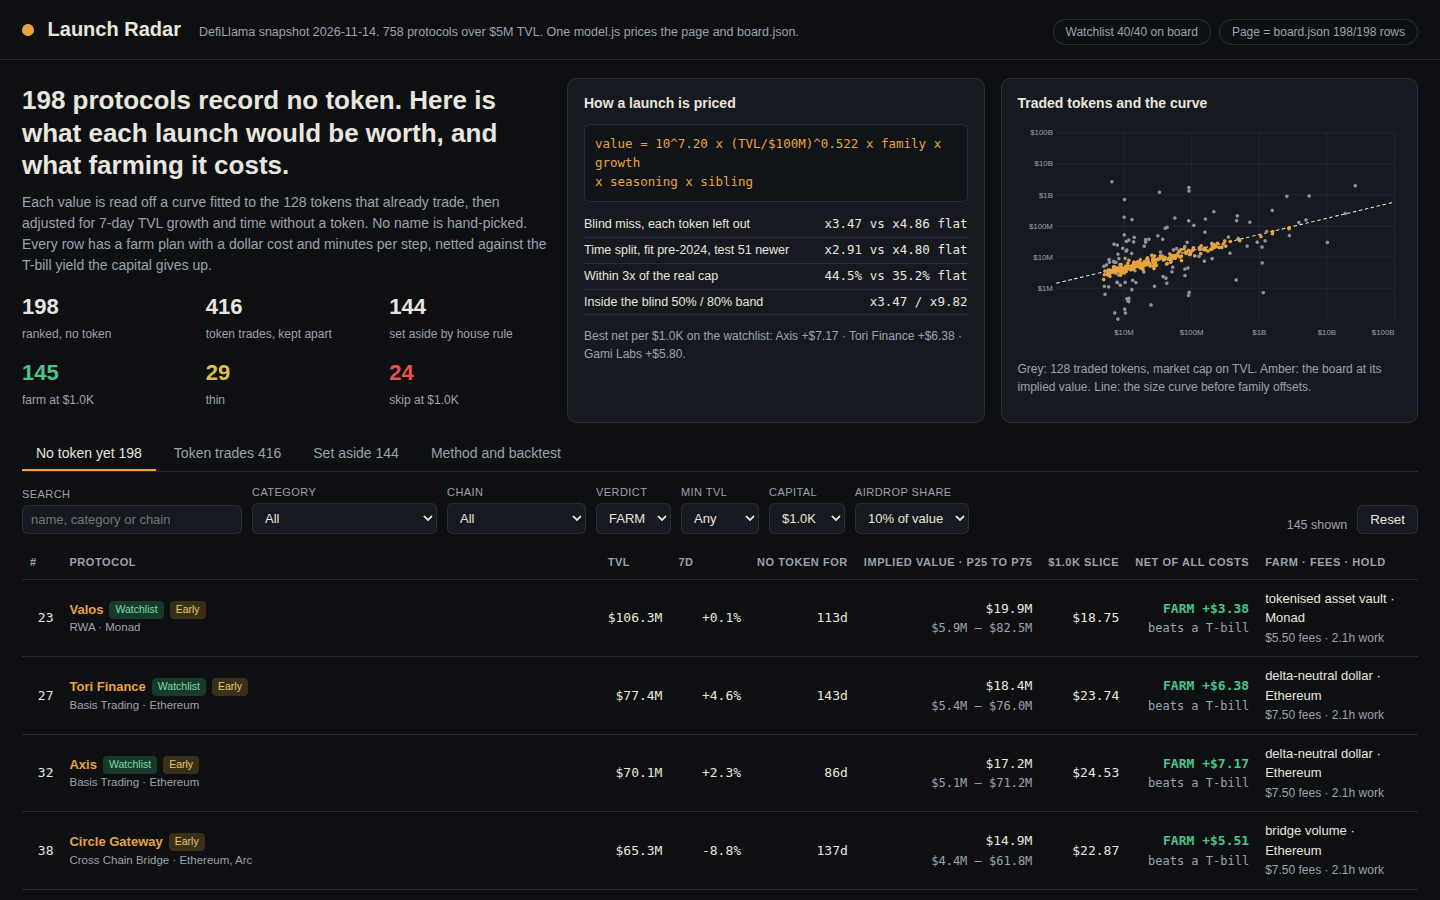 Launch Radar
DefiLlama snapshot 2026-11-14. 758 protocols over $5M TVL. One model.js prices the page and board.json.
Watchlist 40/40 on board
Page = board.json 198/198 rows
198 protocols record no token. Here is
what each launch would be worth, and
what farming it costs.
Each value is read off a curve fitted to the 128 tokens that already trade, then
adjusted for 7-day TVL growth and time without a token. No name is hand-picked.
Every row has a farm plan with a dollar cost and minutes per step, netted against the
T-bill yield the capital gives up.
198
416
144
ranked, no token
token trades, kept apart
set aside by house rule
145
29
24
farm at $1.0K
thin
skip at $1.0K
How a launch is priced
value = 10^7.20 x (TVL/$100M)^0.522 x family x
growth
x seasoning x sibling
Blind miss, each token left out x3.47 vs x4.86 flat
Time split, fit pre-2024, test 51 newer x2.91 vs x4.80 flat
Within 3x of the real cap 44.5% vs 35.2% flat
Inside the blind 50% / 80% band x3.47 / x9.82
Best net per $1.0K on the watchlist: Axis +$7.17 · Tori Finance +$6.38 ·
Gami Labs +$5.80.
Traded tokens and the curve
$100B
$10B
$1B
$100M
$10M
$1M
$10M $100M $1B $10B $100B
Grey: 128 traded tokens, market cap on TVL. Amber: the board at its
implied value. Line: the size curve before family offsets.
No token yet 198 Token trades 416 Set aside 144 Method and backtest
SEARCH CATEGORY CHAIN VERDICT MIN TVL CAPITAL AIRDROP SHARE
name, category or chain All All FARM Any $1.0K 10% of value 145 shown Reset
# PROTOCOL TVL 7D NO TOKEN FOR IMPLIED VALUE · P25 TO P75 $1.0K SLICE NET OF ALL COSTS FARM · FEES · HOLD
23 Valos Watchlist Early $106.3M +0.1% 113d $19.9M $18.75 FARM +$3.38 tokenised asset vault ·
Monad
RWA · Monad $5.9M – $82.5M beats a T-bill $5.50 fees · 2.1h work
27 Tori Finance Watchlist Early $77.4M +4.6% 143d $18.4M $23.74 FARM +$6.38 delta-neutral dollar ·
Ethereum
Basis Trading · Ethereum $5.4M – $76.0M beats a T-bill $7.50 fees · 2.1h work
32 Axis Watchlist Early $70.1M +2.3% 86d $17.2M $24.53 FARM +$7.17 delta-neutral dollar ·
Ethereum
Basis Trading · Ethereum $5.1M – $71.2M beats a T-bill $7.50 fees · 2.1h work
38 Circle Gateway Early $65.3M -8.8% 137d $14.9M $22.87 FARM +$5.51 bridge volume ·
Ethereum
Cross Chain Bridge · Ethereum, Arc $4.4M – $61.8M beats a T-bill $7.50 fees · 2.1h work